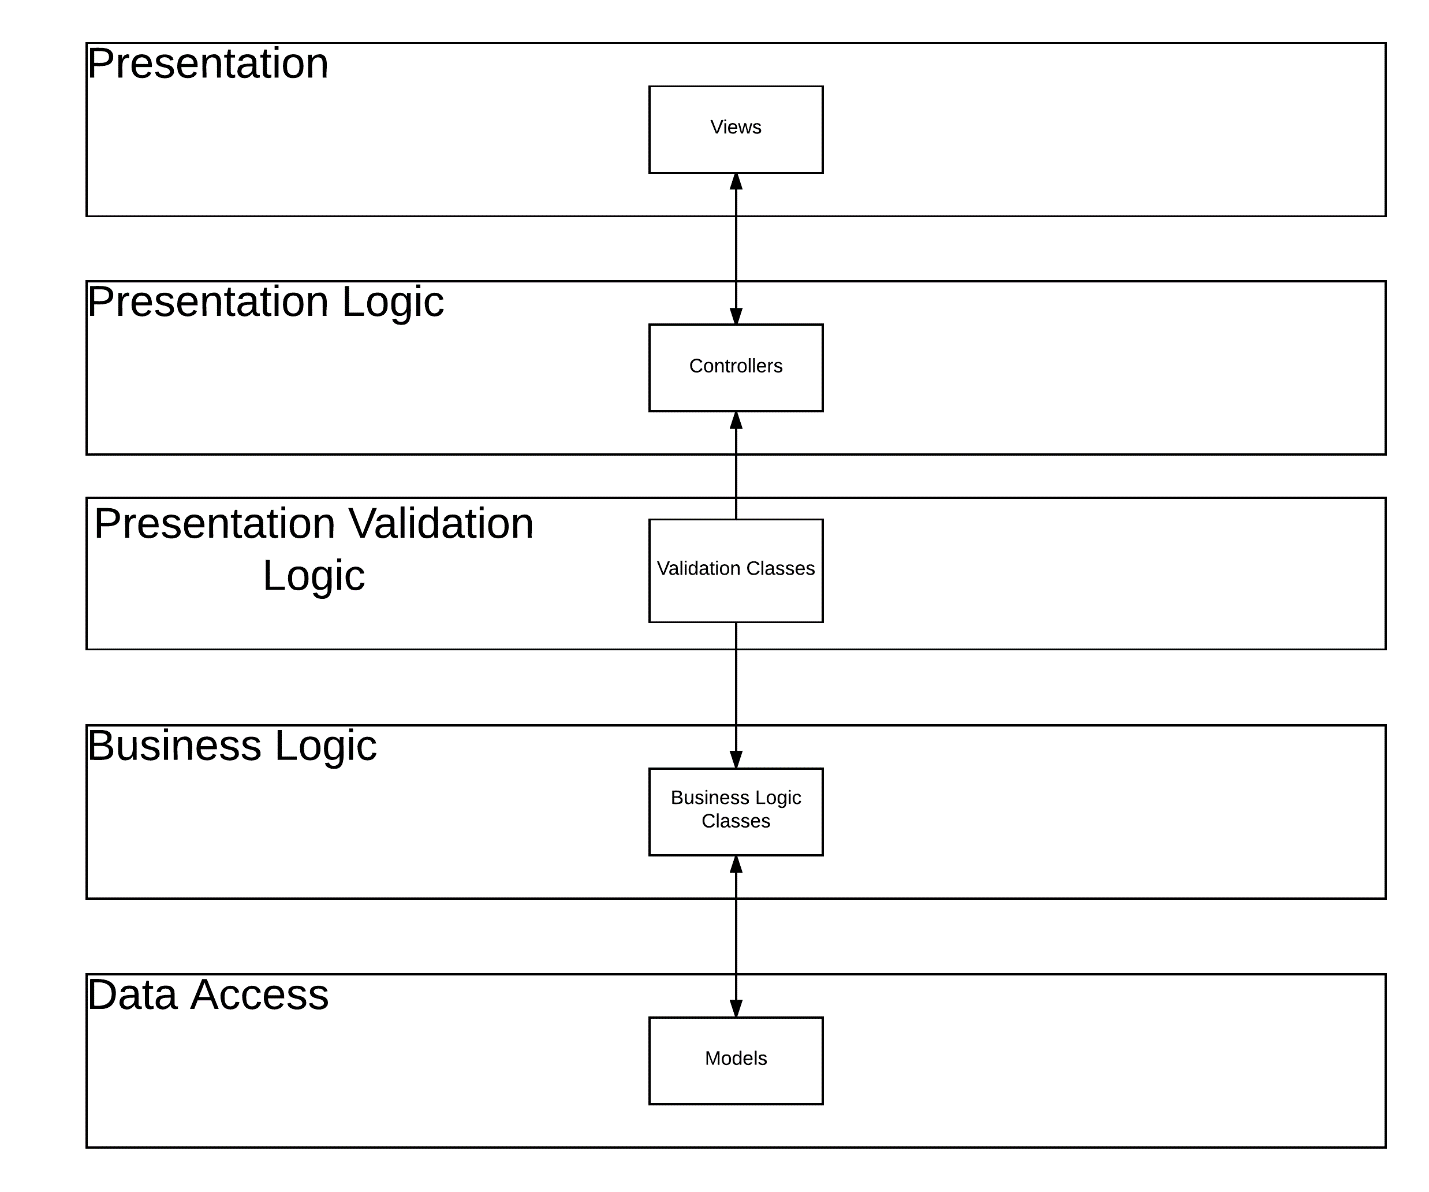 Presentation
Views
Presentation Logic
Controllers
Presentation Validation
Logic
Validation Classes
Business Logic
Business Logic
Classes
Data Access
Models